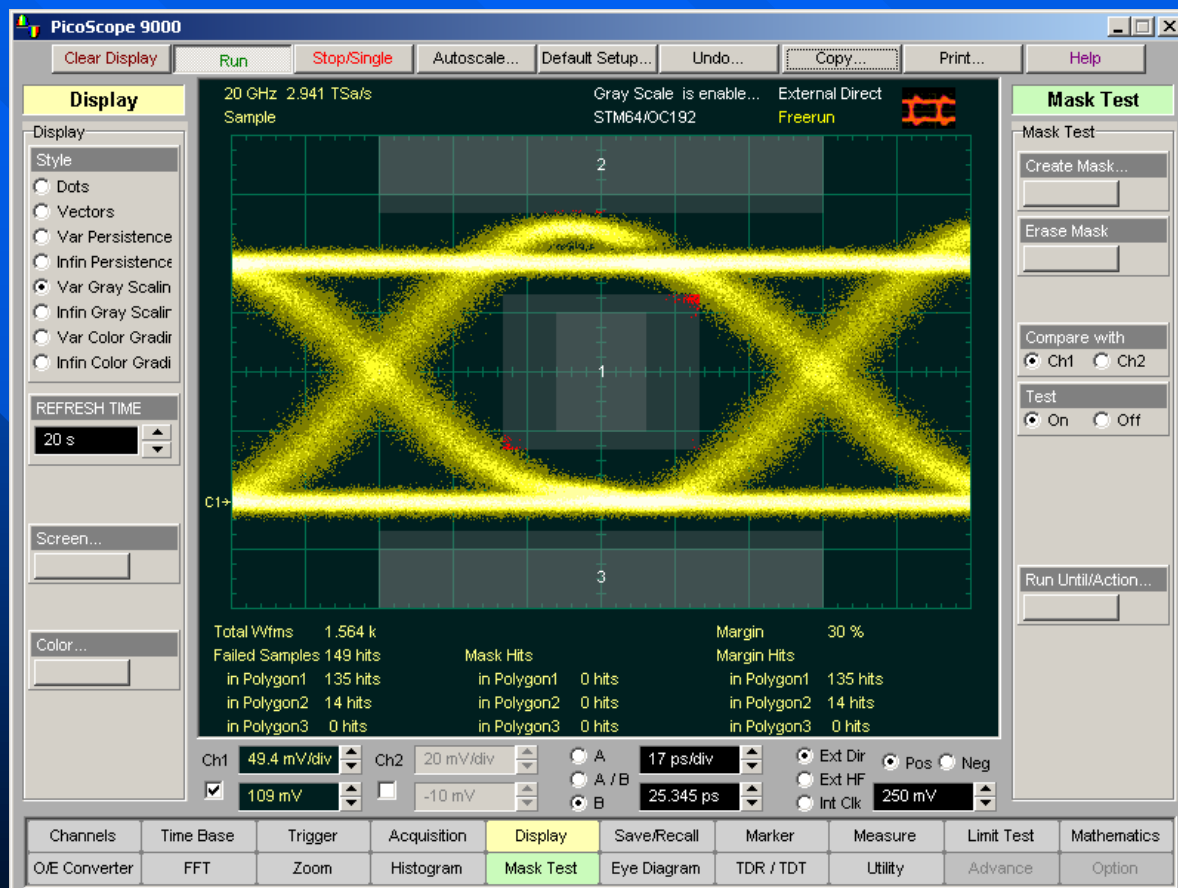 PicoScope 9000
Clear Display Run Stop/Single Autoscale... Default Setup... Undo... Copy... Print... Help
Display
Display
Style
Dots
Vectors
Var Persistence
Infin Persistence
Var Gray Scalin
Infin Gray Scalin
Var Color Gradin
Infin Color Gradi
REFRESH TIME
20 s
Screen...
Color...
20 GHz 2.941 TSa/s Gray Scale is enable... External Direct
Sample STM64/OC192 Freerun
2
1
C1
3
Total Wfms 1.564 k Margin 30 %
Failed Samples 149 hits Mask Hits Margin Hits
in Polygon1 135 hits in Polygon1 0 hits in Polygon1 135 hits
in Polygon2 14 hits in Polygon2 0 hits in Polygon2 14 hits
in Polygon3 0 hits in Polygon3 0 hits in Polygon3 0 hits
Mask Test
Mask Test
Create Mask...
Erase Mask
Compare with
Ch1 Ch2
Test
On Off
Run Until/Action...
Ch1 49.4 mV/div Ch2 20 mV/div A 17 ps/div Ext Dir Pos Neg
A / B Ext HF
109 mV -10 mV B 25.345 ps Int Clk 250 mV
Channels Time Base Trigger Acquisition Display Save/Recall Marker Measure Limit Test Mathematics
O/E Converter FFT Zoom Histogram Mask Test Eye Diagram TDR / TDT Utility Advance Option